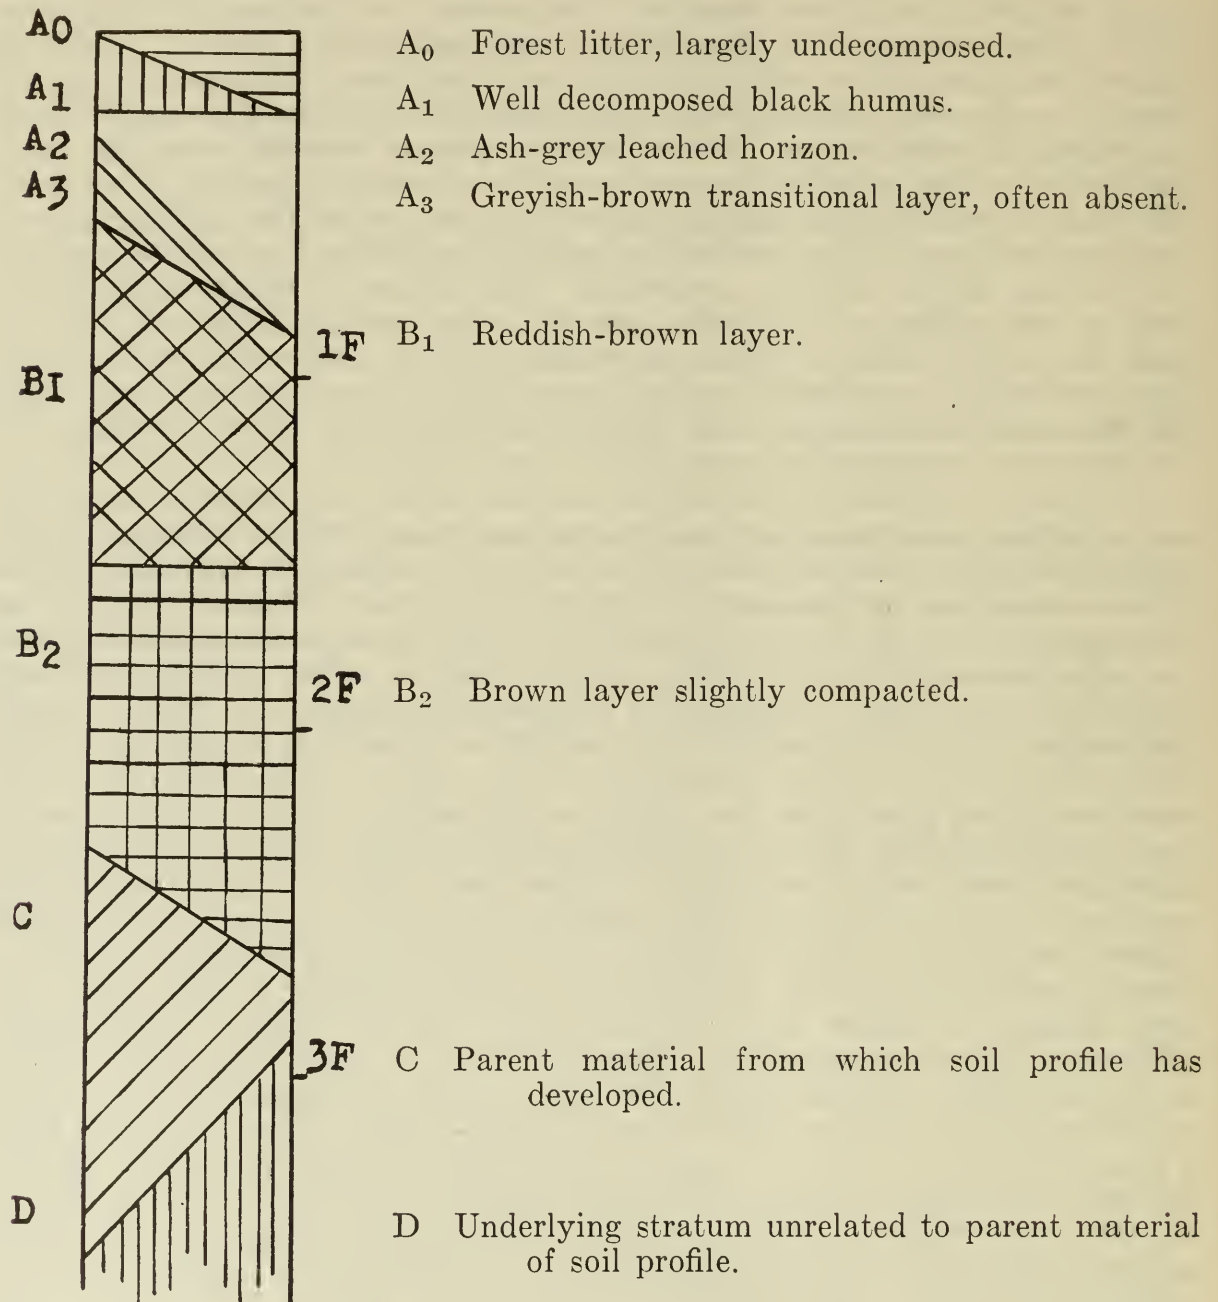 A0
A₀ Forest litter, largely undecomposed.
A1
A₁ Well decomposed black humus.
A2
A₂ Ash-grey leached horizon.
A3
A₃ Greyish-brown transitional layer, often absent.
1F
B₁ Reddish-brown layer.
BI
B2
2F
B₂ Brown layer slightly compacted.
C
3F
C Parent material from which soil profile has
developed.
D
D Underlying stratum unrelated to parent material
of soil profile.